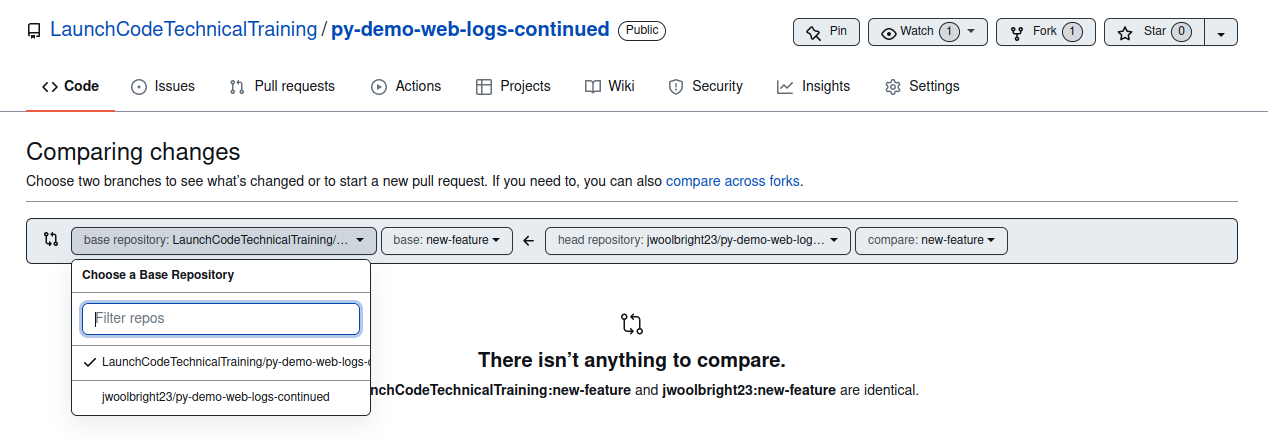 LaunchCodeTechnicalTraining / py-demo-web-logs-continued Public Pin Watch 1 Fork 1 Star 0
Code Issues Pull requests Actions Projects Wiki Security Insights Settings
Comparing changes
Choose two branches to see what's changed or to start a new pull request. If you need to, you can also compare across forks.
base repository: LaunchCodeTechnicalTraining/... base: new-feature head repository: jwoolbright23/py-demo-web-log... compare: new-feature
Choose a Base Repository
Filter repos
LaunchCodeTechnicalTraining/py-demo-web-logs-
jwoolbright23/py-demo-web-logs-continued
There isn't anything to compare.
nchCodeTechnicalTraining:new-feature and jwoolbright23:new-feature are identical.